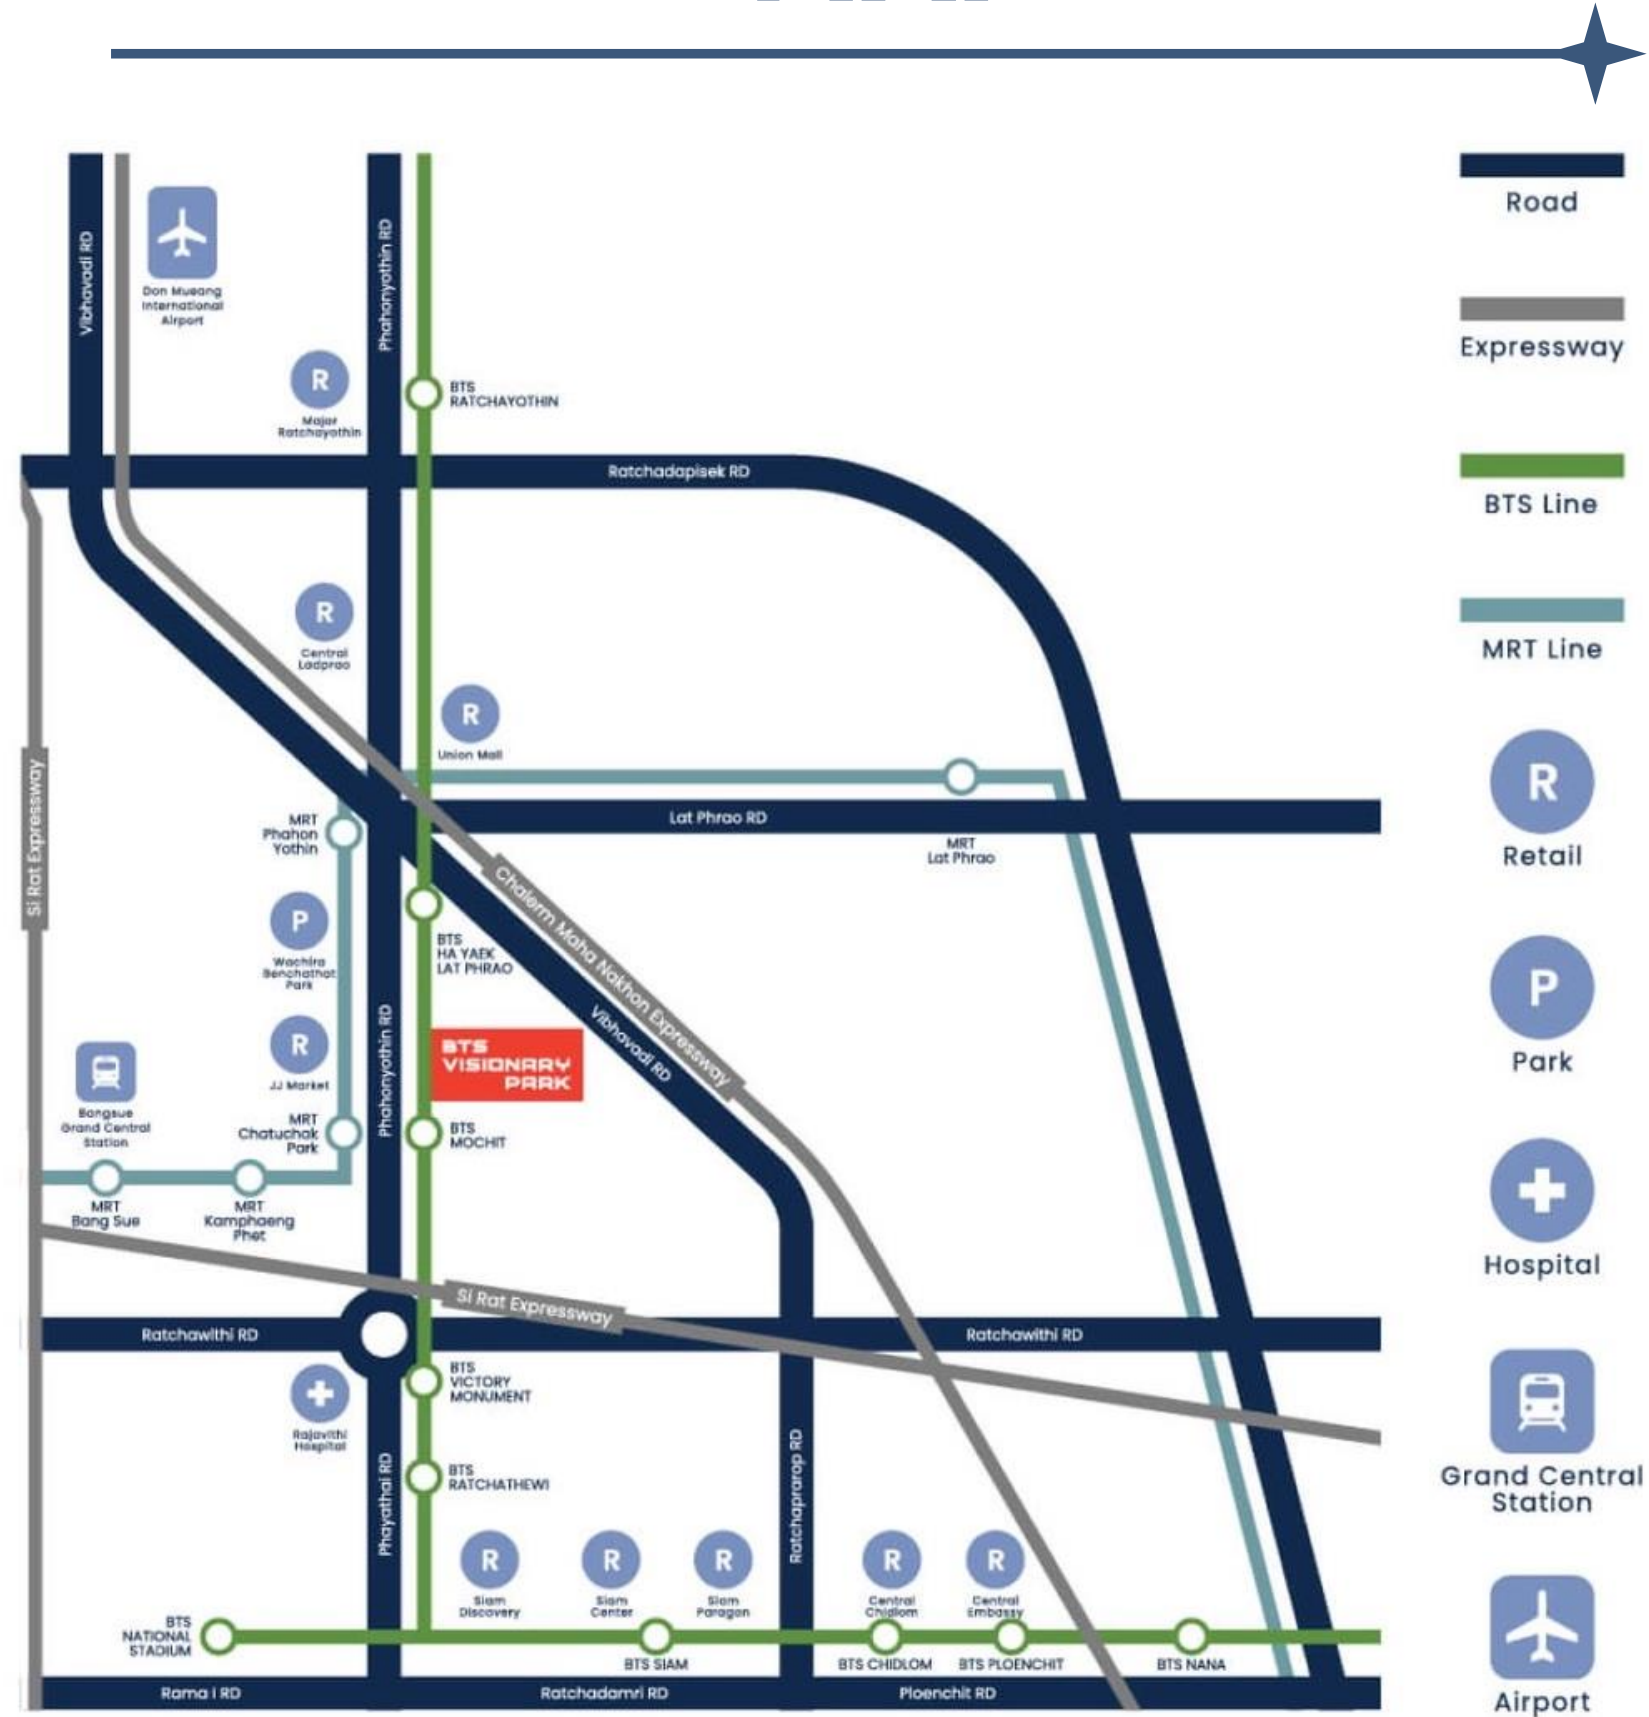 Road
Expressway
BTS Line
MRT Line
R
Retail
P
Park
Hospital
Grand Central
Station
Airport
Vibhavadi RD
Don Mueang
International
Airport
Phahonyothin RD
R
Major
Ratchayothin
BTS
RATCHAYOTHIN
Ratchadapisek RD
R
Central
Ladprao
R
Union Mall
Si Rat Expressway
MRT
Phahon
Yothin
Lat Phrao RD
MRT
Lat Phrao
Chalerm Maha Nakhon Expressway
P
Wachira
Benchathat
Park
BTS
HA YAEK
LAT PHRAO
Vibhavadi RD
Phahonyothin RD
R
JJ Market
BTS
VISIONARY
PARK
Bangsue
Grand Central
Station
MRT
Chatuchak
Park
BTS
MOCHIT
MRT
Bang Sue
MRT
Kamphaeng
Phet
Si Rat Expressway
Ratchawithi RD
Ratchawithi RD
Rajavithi
Hospital
BTS
VICTORY
MONUMENT
Phayathai RD
BTS
RATCHATHEWI
Ratchaprarop RD
R
Siam
Discovery
R
Siam
Center
R
Siam
Paragon
R
Central
Chidlom
R
Central
Embassy
BTS
NATIONAL
STADIUM
BTS SIAM
BTS CHIDLOM
BTS PLOENCHIT
BTS NANA
Rama I RD
Ratchadamri RD
Ploenchit RD